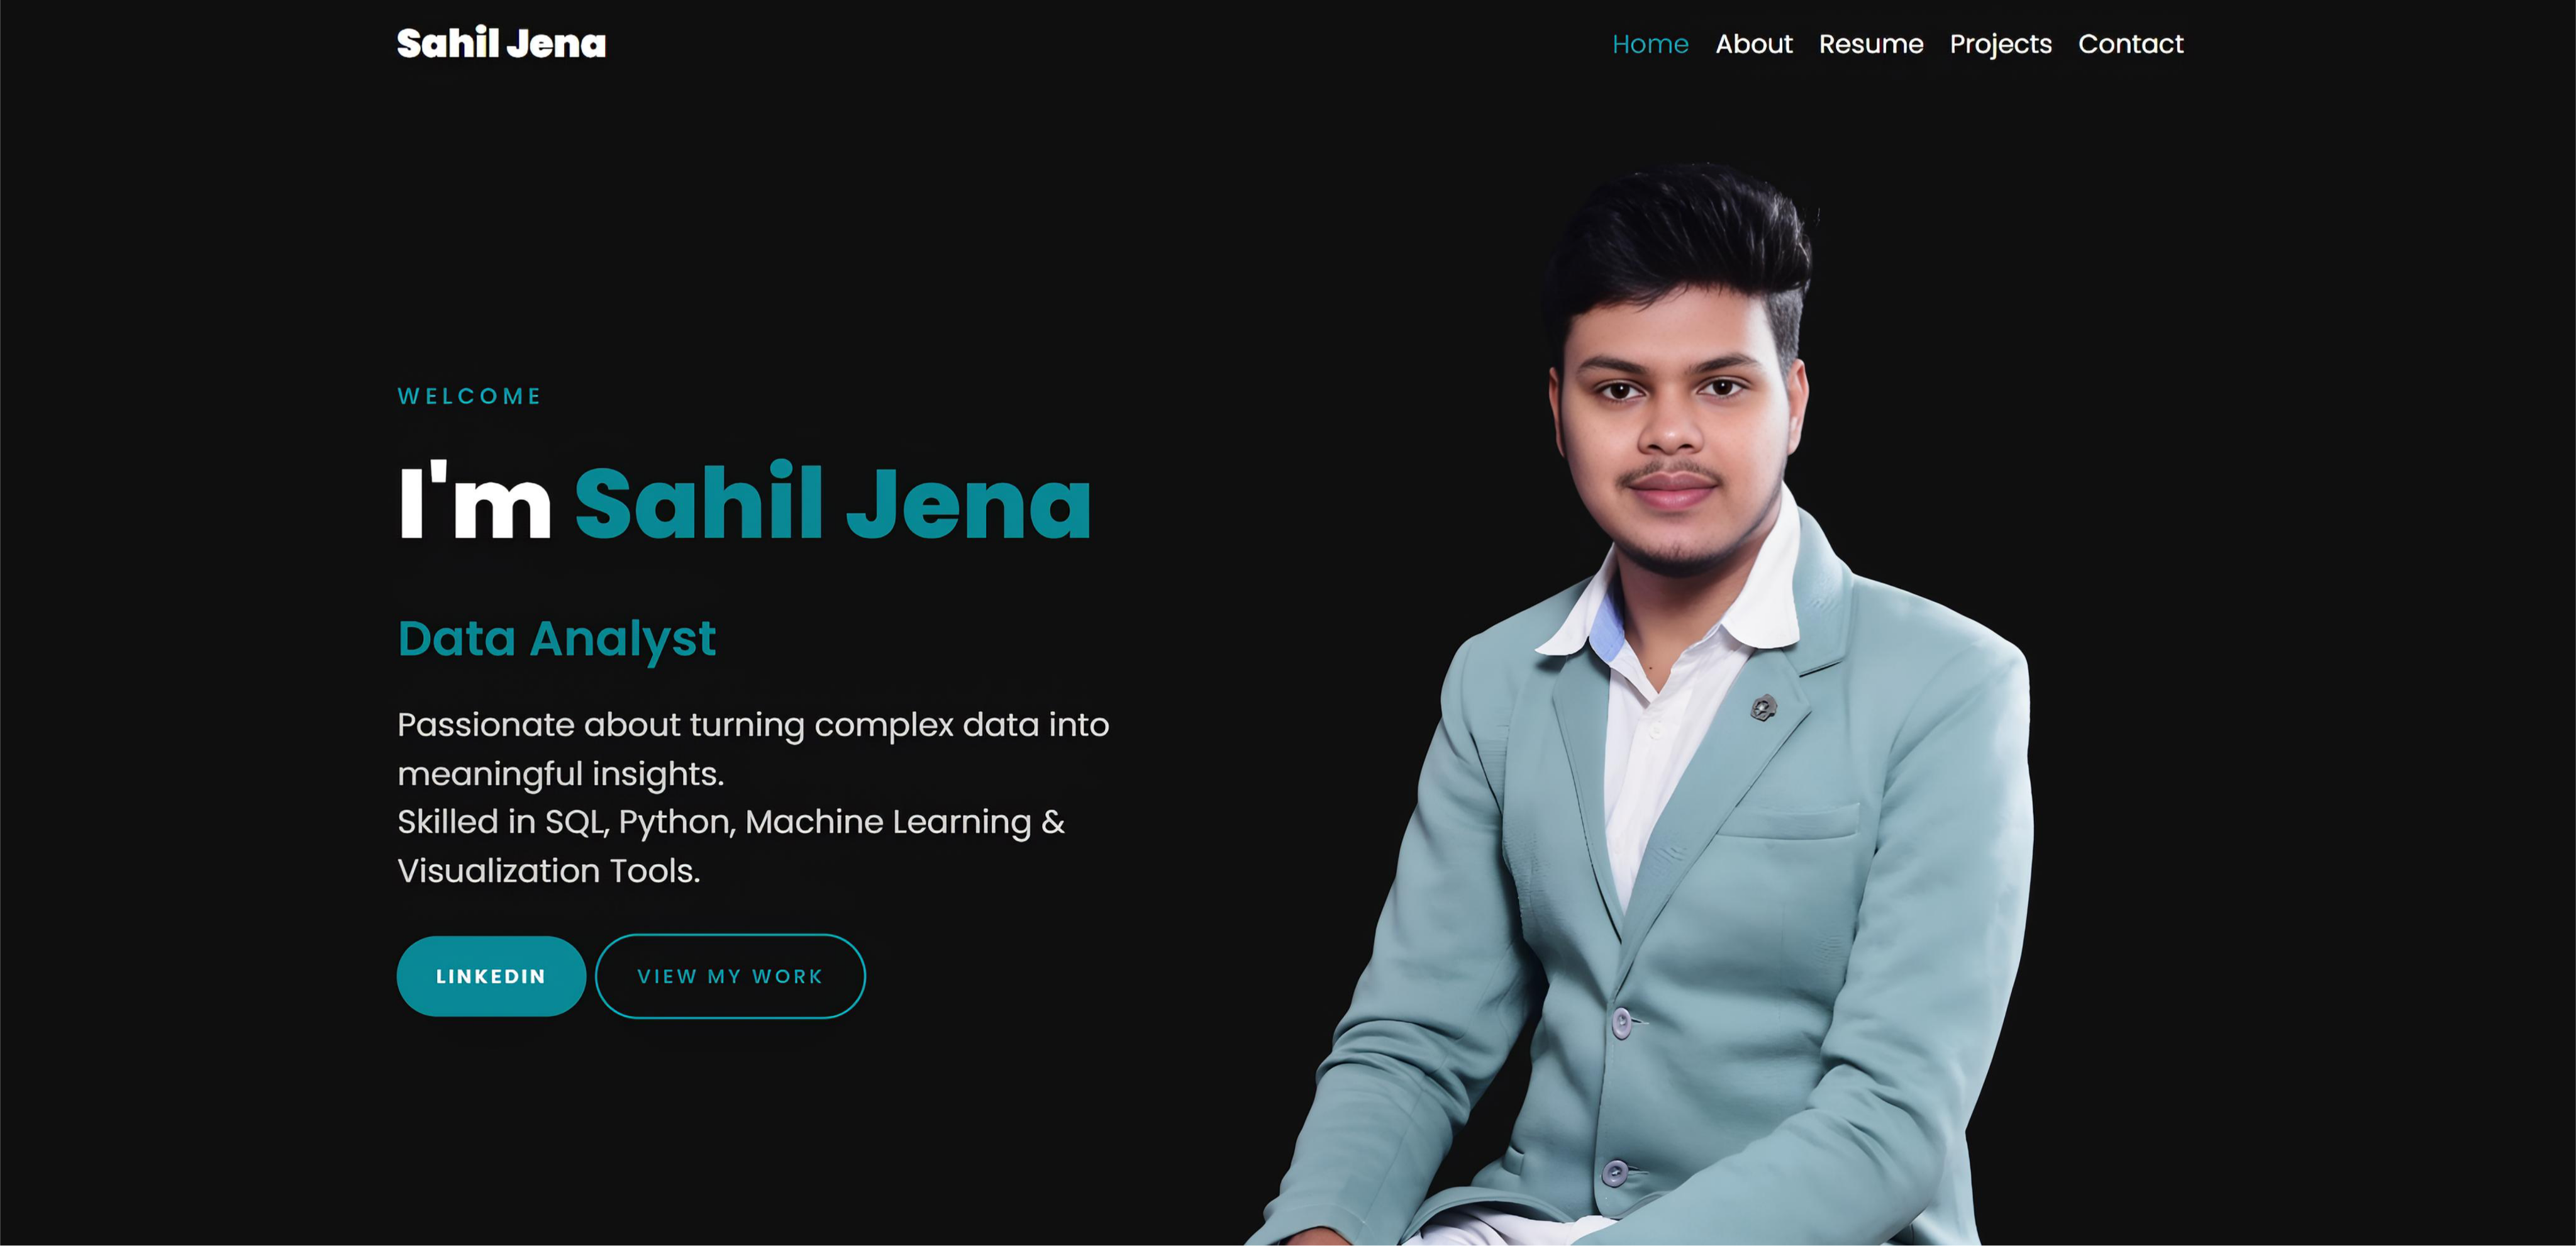 Sahil Jena
Home About Resume Projects Contact
WELCOME
I'm Sahil Jena
Data Analyst
Passionate about turning complex data into
meaningful insights.
Skilled in SQL, Python, Machine Learning &
Visualization Tools.
LINKEDIN VIEW MY WORK